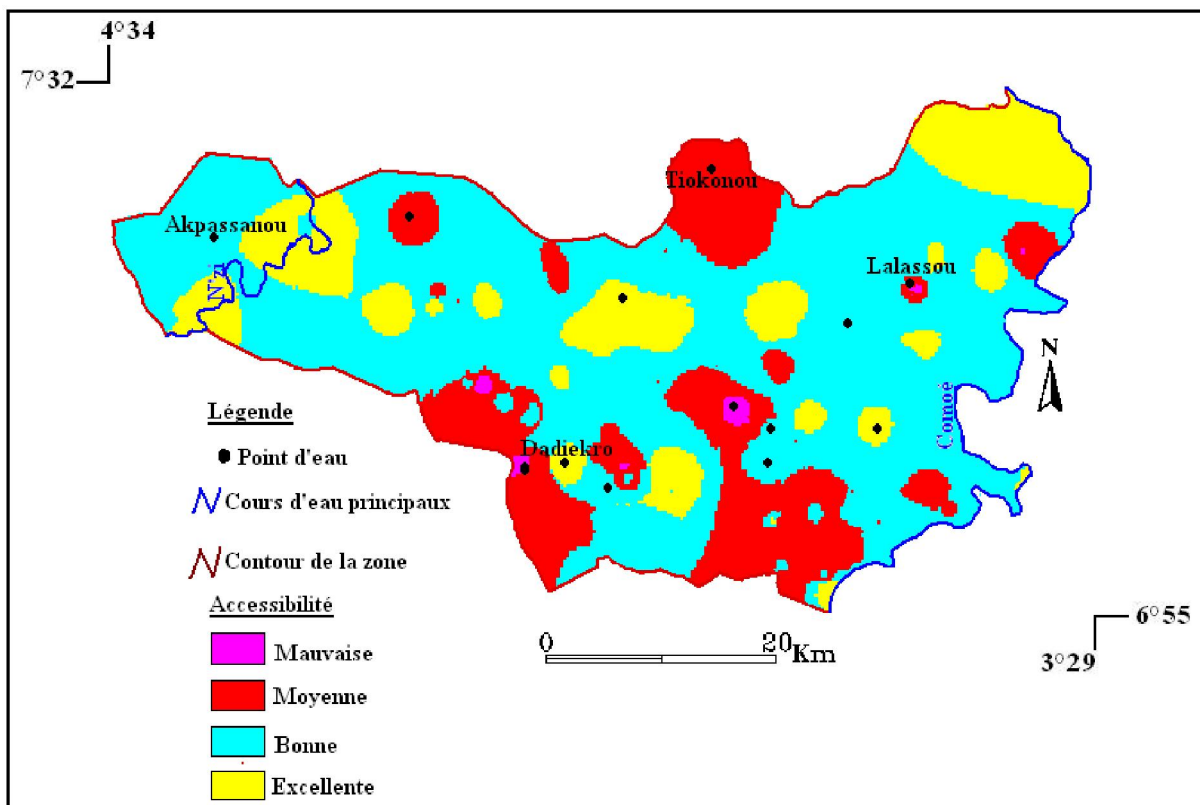 4°34
7°32
Tiokonou
Akpassanou
Lalassou
N'zi
N
Comoé
Légende
Dadiekro
Point d'eau
Cours d'eau principaux
Contour de la zone
Accessibilité
6°55
0 20 Km
Mauvaise
3°29
Moyenne
Bonne
Excellente